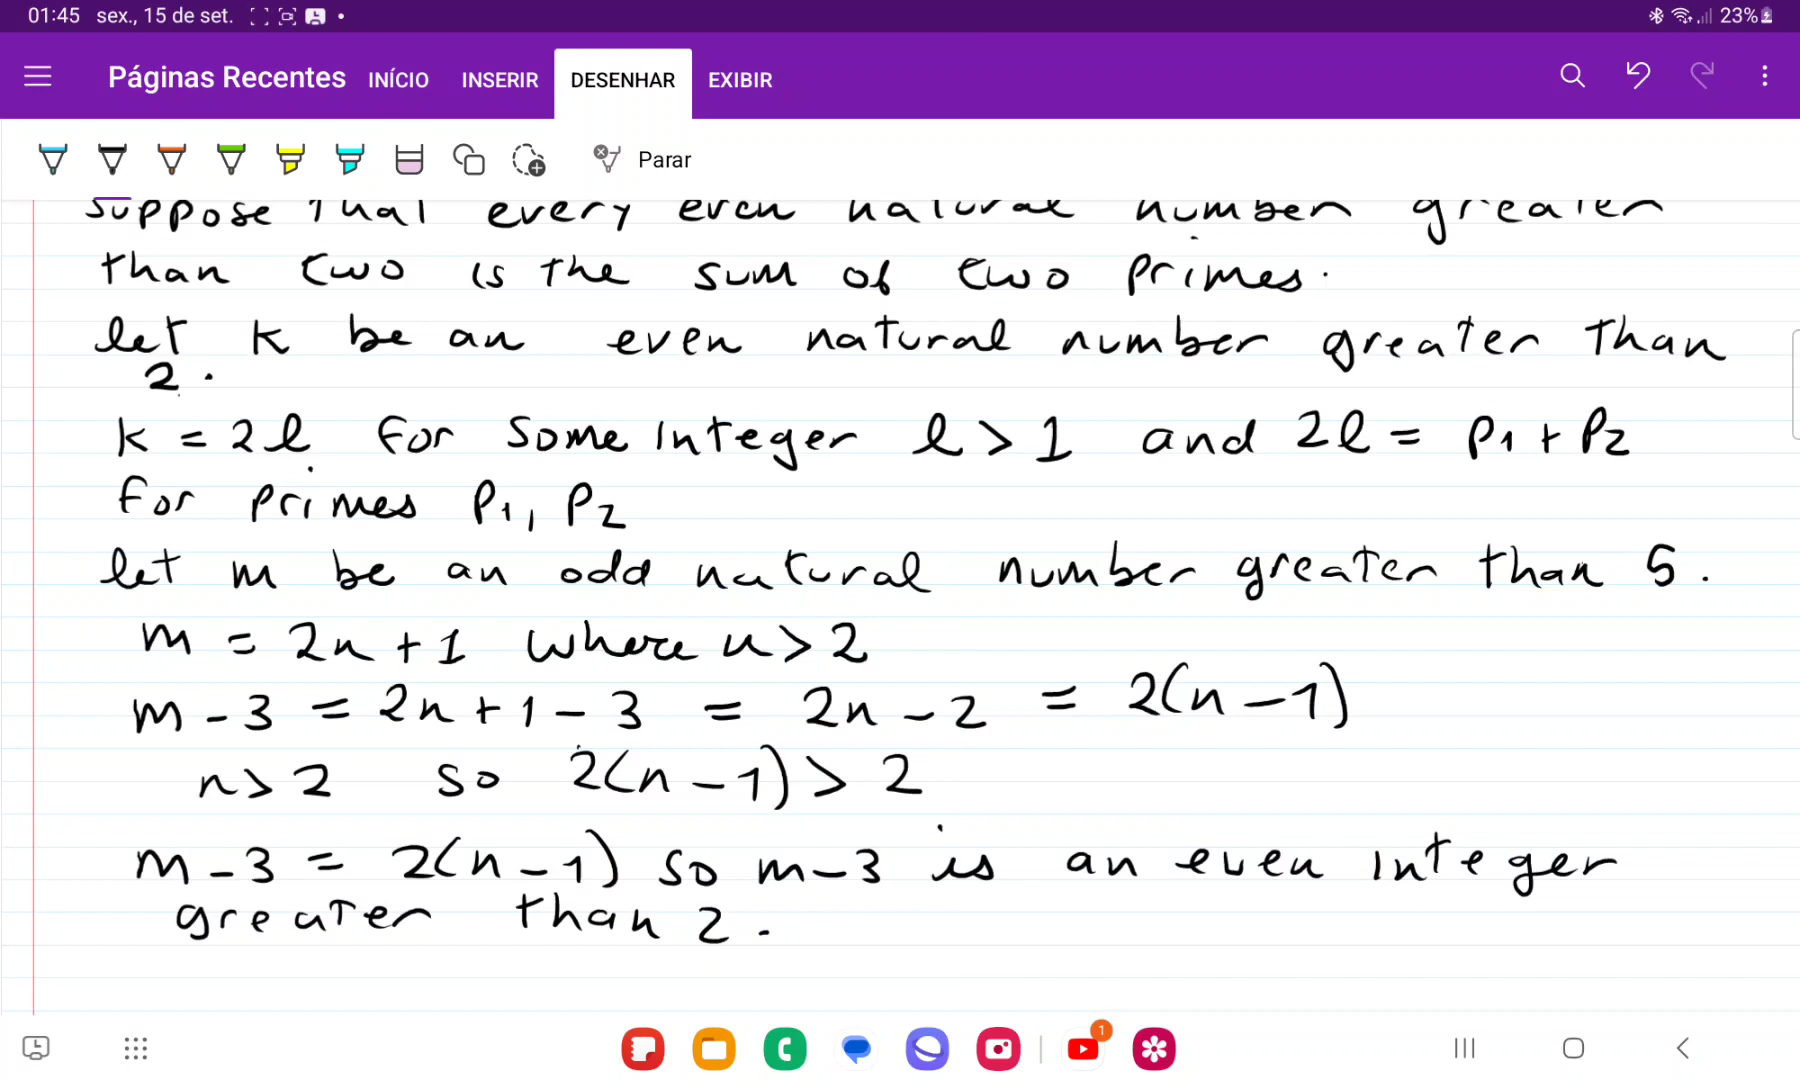 01:45 sex., 15 de set. 23%
Páginas Recentes INÍCIO INSERIR DESENHAR EXIBIR
Parar
suppose that every even natural number greater
than two is the sum of two primes.
let k be an even natural number greater than
2.
k = 2l for some integer l > 1 and 2l = p1 + p2
for primes p1, p2
let m be an odd natural number greater than 5.
m = 2n + 1 where n > 2
m - 3 = 2n + 1 - 3 = 2n - 2 = 2(n - 1)
n > 2 so 2(n - 1) > 2
m - 3 = 2(n - 1) so m - 3 is an even integer
greater than 2.
1